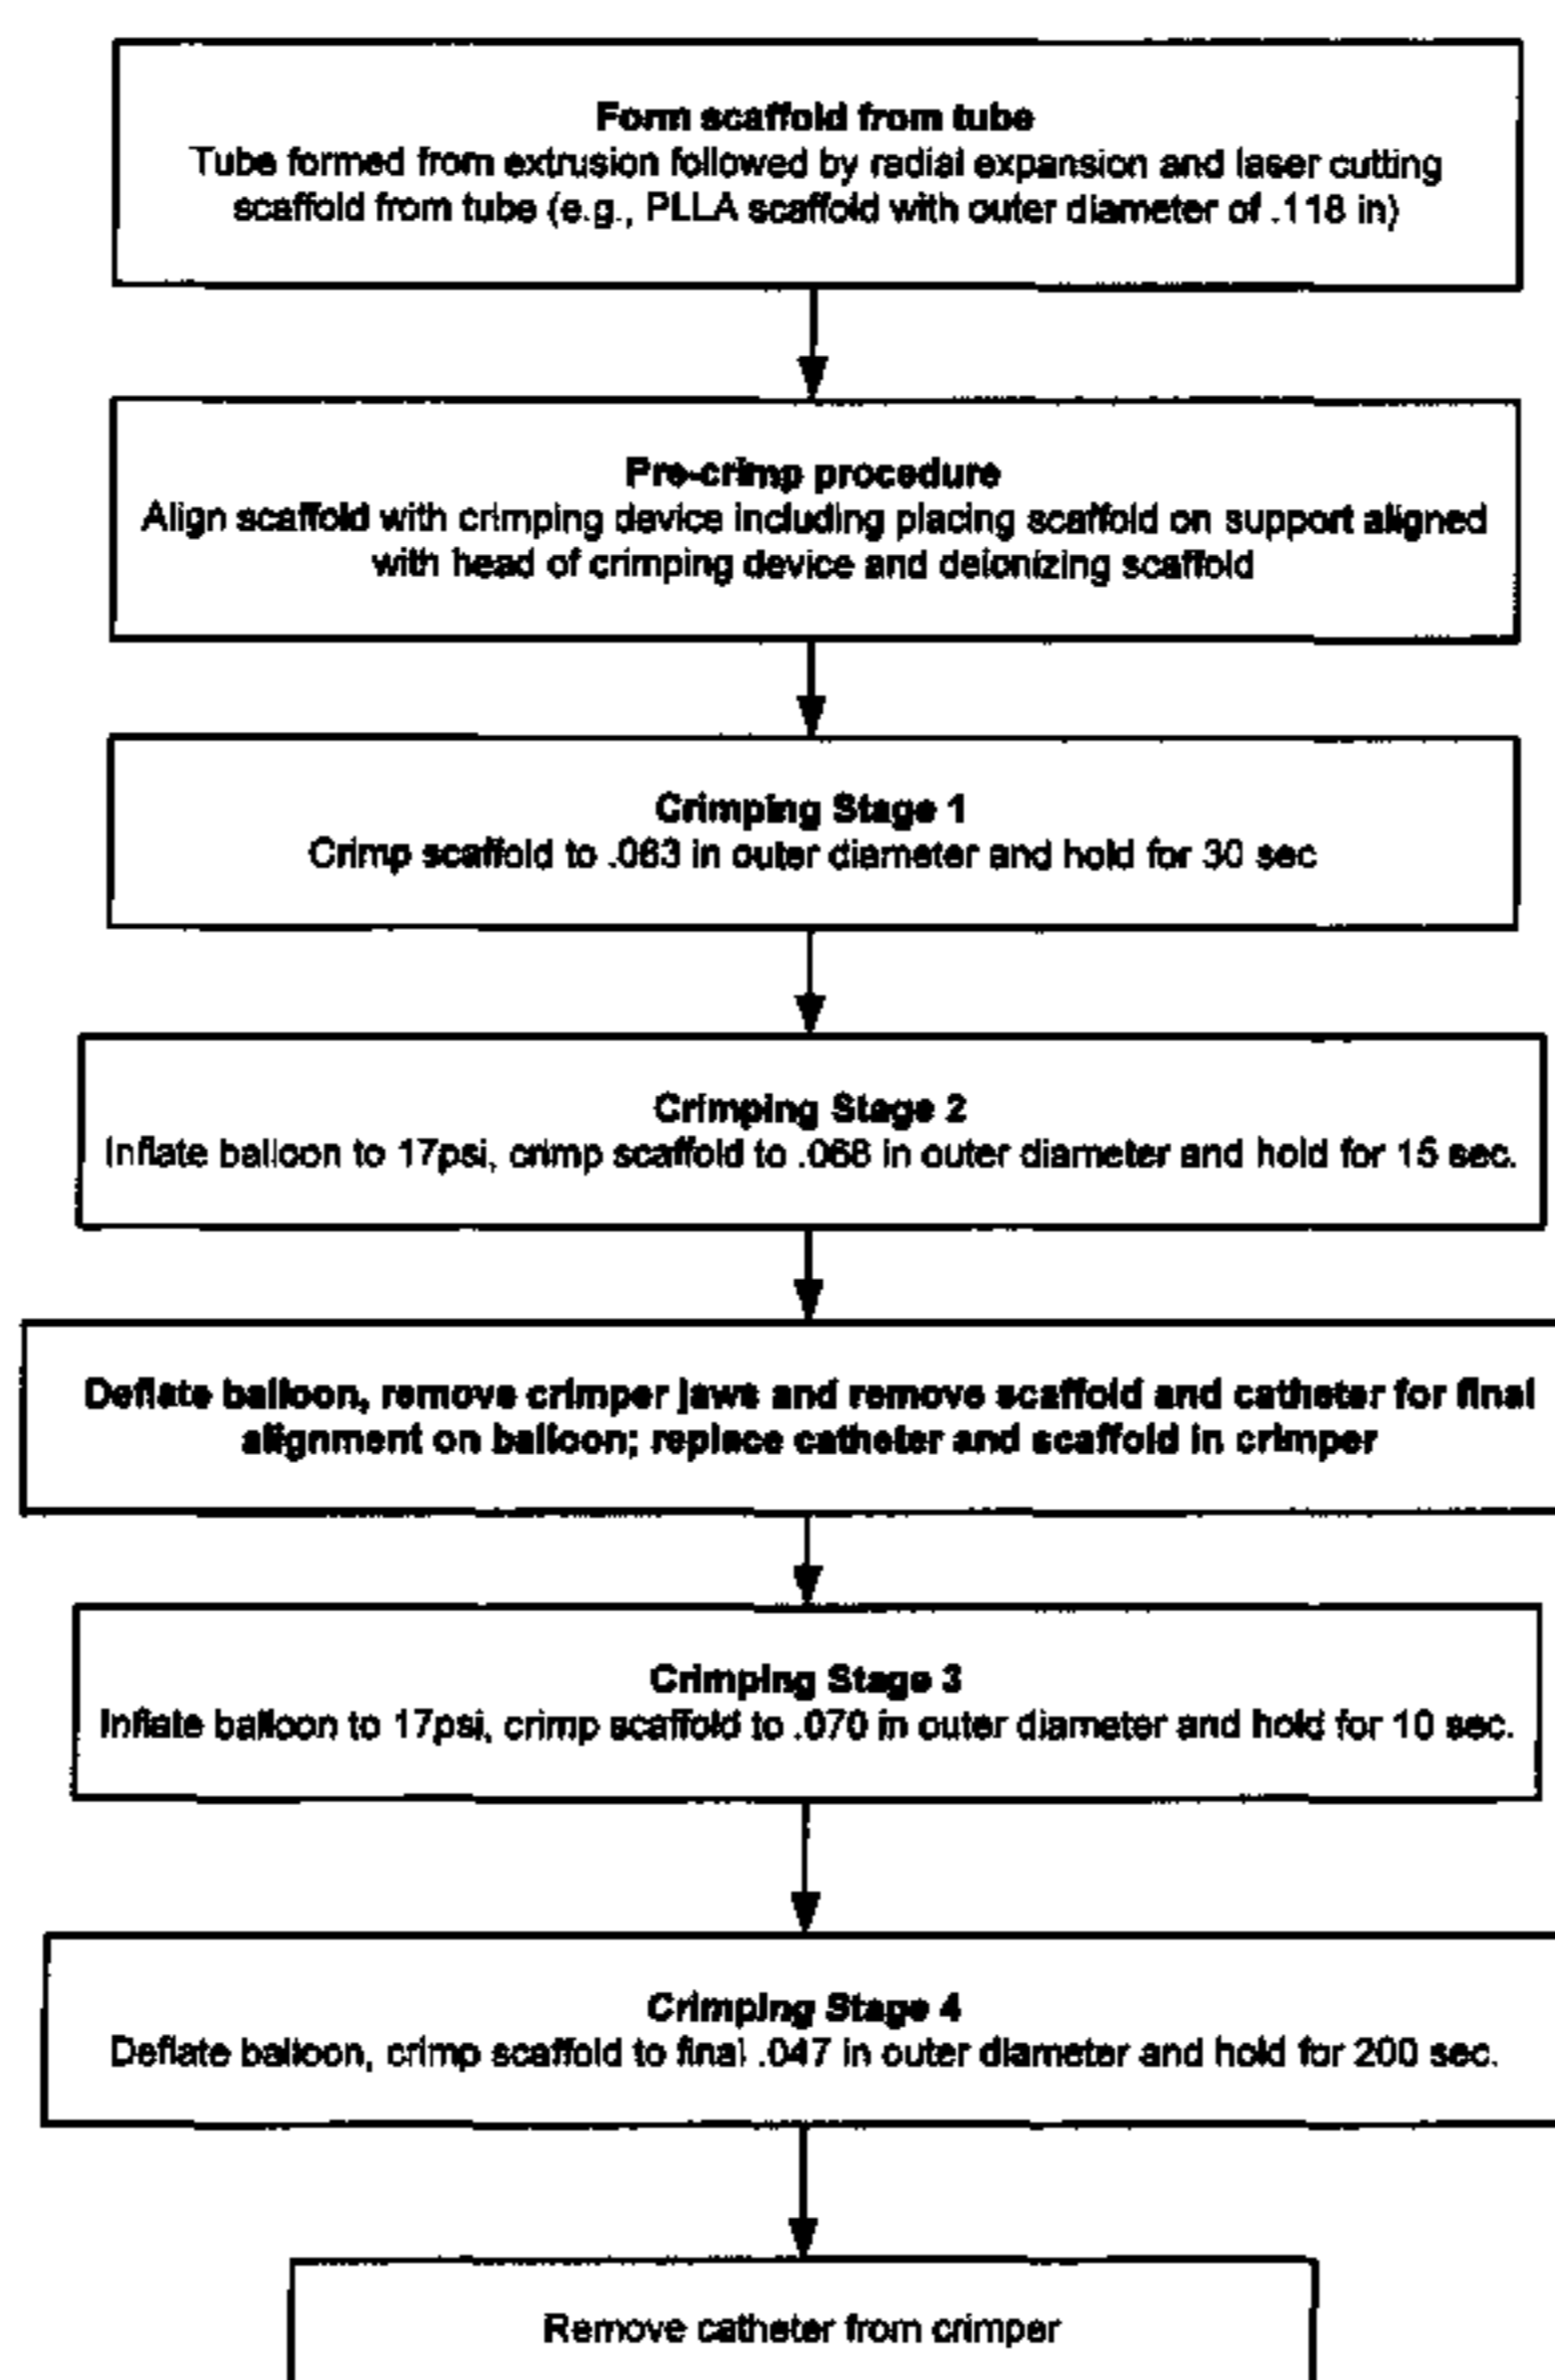 Form scaffold from tube
Tube formed from extrusion followed by radial expansion and laser cutting
scaffold from tube (e.g., PLLA scaffold with outer diameter of .118 in)
Pre-crimp procedure
Align scaffold with crimping device including placing scaffold on support aligned
with head of crimping device and deionizing scaffold
Crimping Stage 1
Crimp scaffold to .063 in outer diameter and hold for 30 sec
Crimping Stage 2
Inflate balloon to 17psi, crimp scaffold to .068 in outer diameter and hold for 15 sec.
Deflate balloon, remove crimper jaws and remove scaffold and catheter for final
alignment on balloon; replace catheter and scaffold in crimper
Crimping Stage 3
Inflate balloon to 17psi, crimp scaffold to .070 in outer diameter and hold for 10 sec.
Crimping Stage 4
Deflate balloon, crimp scaffold to final .047 in outer diameter and hold for 200 sec.
Remove catheter from crimper